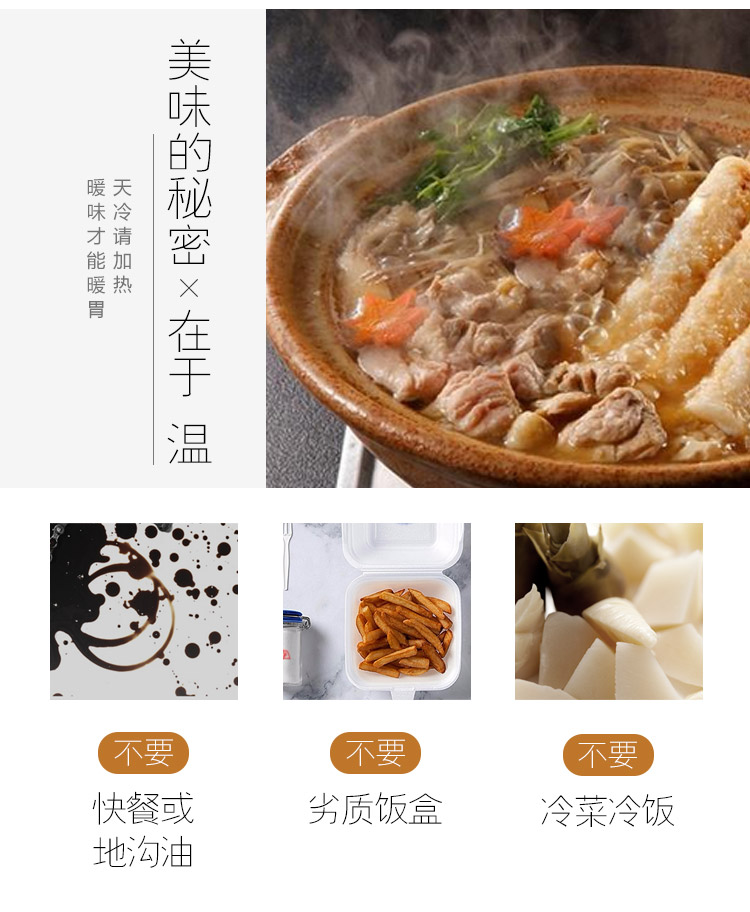 美味的秘密×在于 温
天冷请加热
暖味才能暖胃
不要
快餐或
地沟油
不要
劣质饭盒
不要
冷菜冷饭